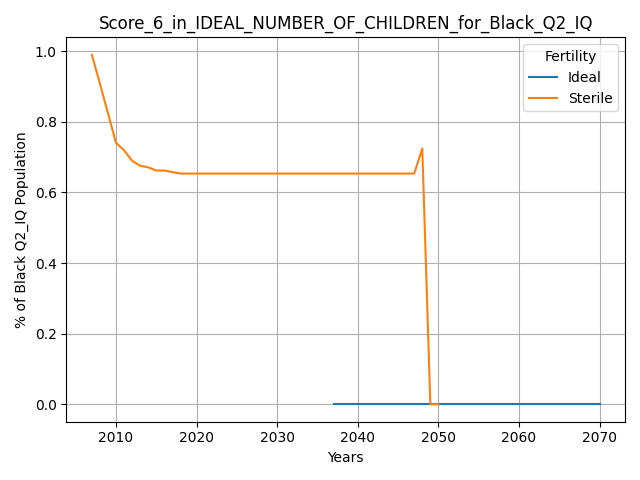 Score_6_in_IDEAL_NUMBER_OF_CHILDREN_for_Black_Q2_IQ
Fertility
Ideal
Sterile
% of Black Q2_IQ Population
1.0
0.8
0.6
0.4
0.2
0.0
2010 2020 2030 2040 2050 2060 2070
Years